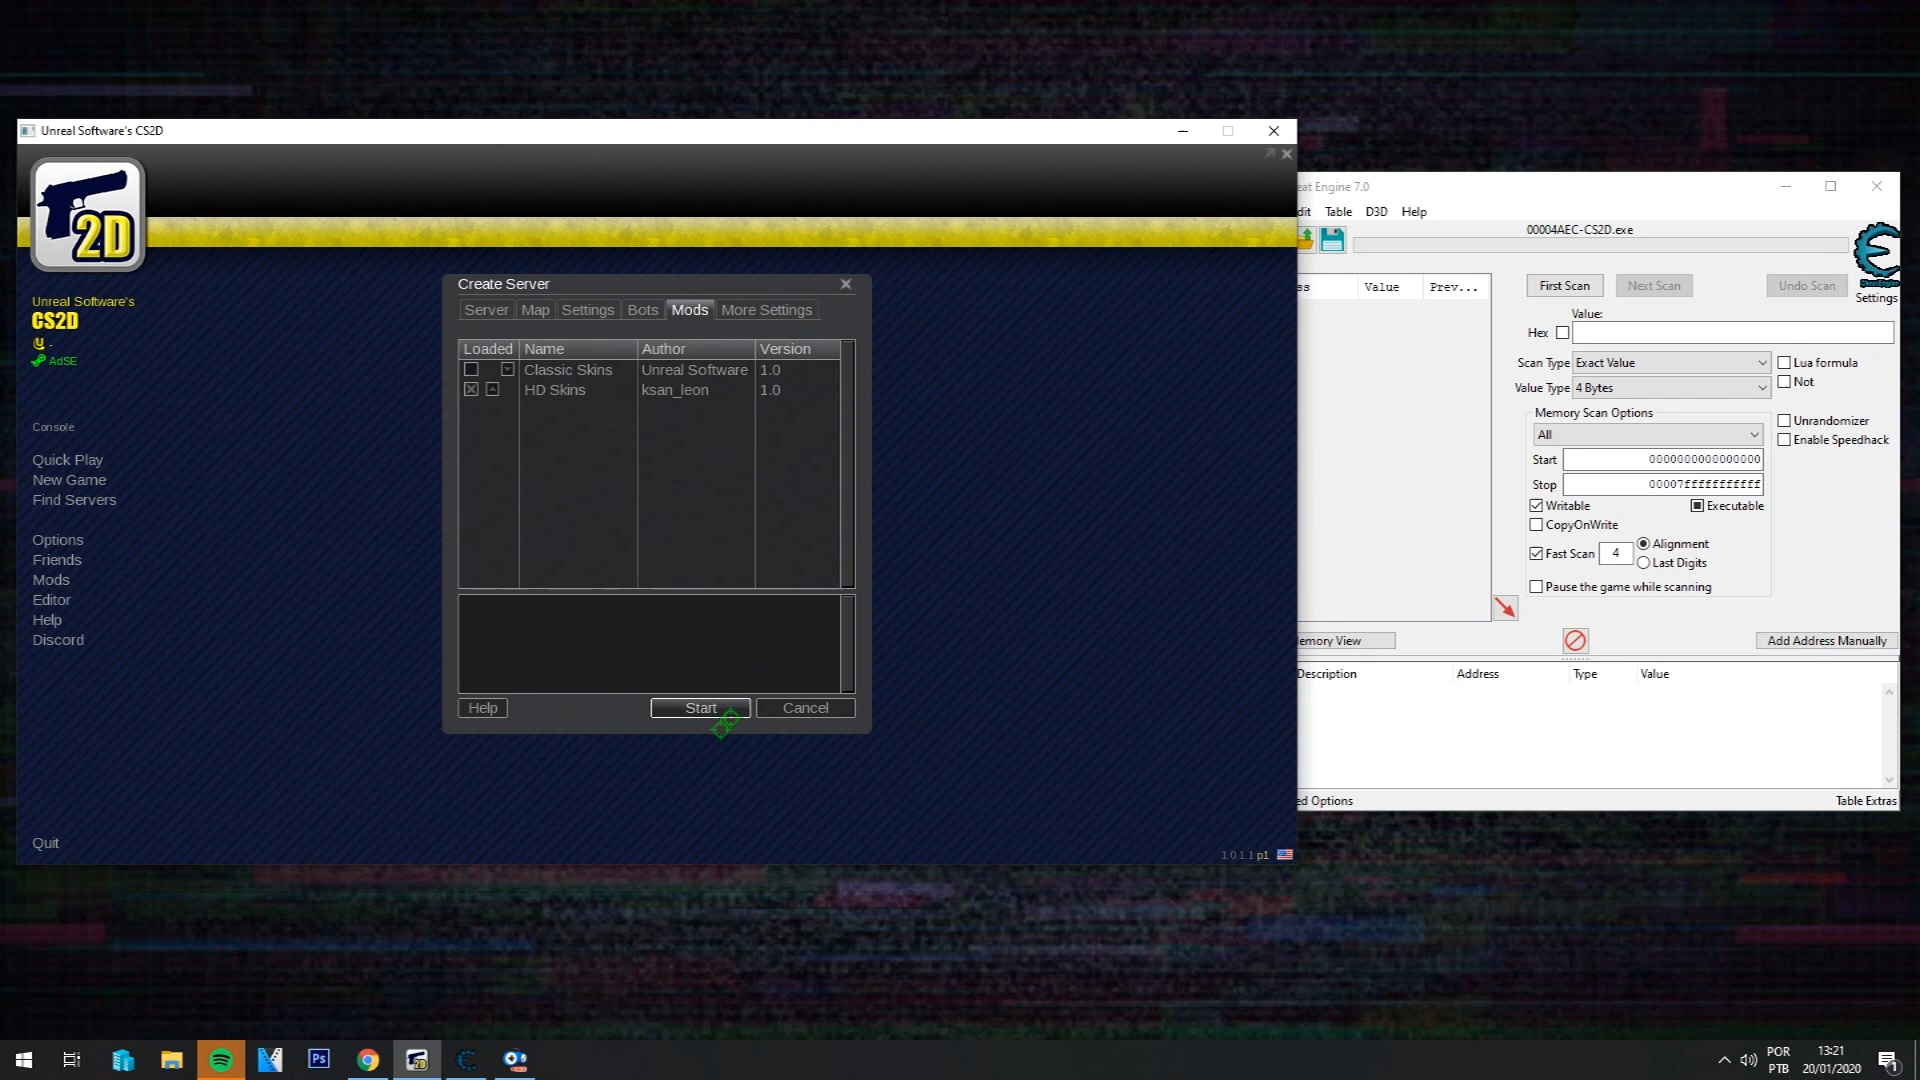 Unreal Software's CS2D
2D
Unreal Software's
CS2D
U -
AdSE
Console
Quick Play
New Game
Find Servers
Options
Friends
Mods
Editor
Help
Discord
Quit
1.0.1.1 p1
Create Server
Server Map Settings Bots Mods More Settings
Loaded Name Author Version
Classic Skins Unreal Software 1.0
HD Skins ksan_leon 1.0
Help Start Cancel
eat Engine 7.0
dit Table D3D Help
00004AEC-CS2D.exe
ss Value Prev...
First Scan Next Scan Undo Scan
Settings
Value:
Hex
Scan Type Exact Value Lua formula
Value Type 4 Bytes Not
Memory Scan Options
All
Unrandomizer
Enable Speedhack
Start 0000000000000000
Stop 00007fffffffffff
Writable Executable
CopyOnWrite
Fast Scan 4 Alignment
Last Digits
Pause the game while scanning
emory View Add Address Manually
Description Address Type Value
ed Options Table Extras
Ps
2D
POR
PTB
13:21
20/01/2020
1